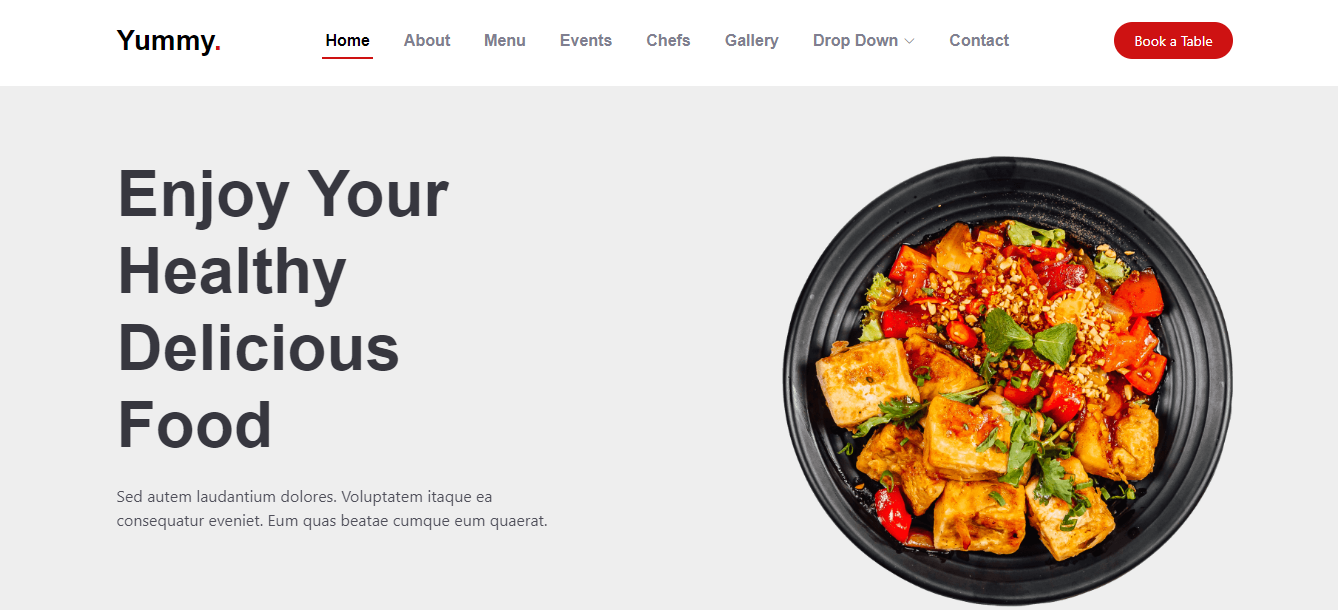 Yummy.
Home About Menu Events Chefs Gallery Drop Down Contact
Book a Table
Enjoy Your
Healthy
Delicious
Food
Sed autem laudantium dolores. Voluptatem itaque ea
consequatur eveniet. Eum quas beatae cumque eum quaerat.